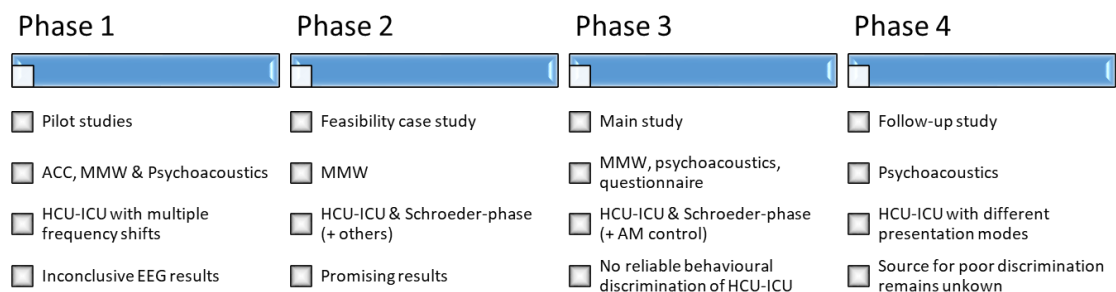 Phase 1
Pilot studies
ACC, MMW & Psychoacoustics
HCU-ICU with multiple
frequency shifts
Inconclusive EEG results
Phase 2
Feasibility case study
MMW
HCU-ICU & Schroeder-phase
(+ others)
Promising results
Phase 3
Main study
MMW, psychoacoustics,
questionnaire
HCU-ICU & Schroeder-phase
(+ AM control)
No reliable behavioural
discrimination of HCU-ICU
Phase 4
Follow-up study
Psychoacoustics
HCU-ICU with different
presentation modes
Source for poor discrimination
remains unkown